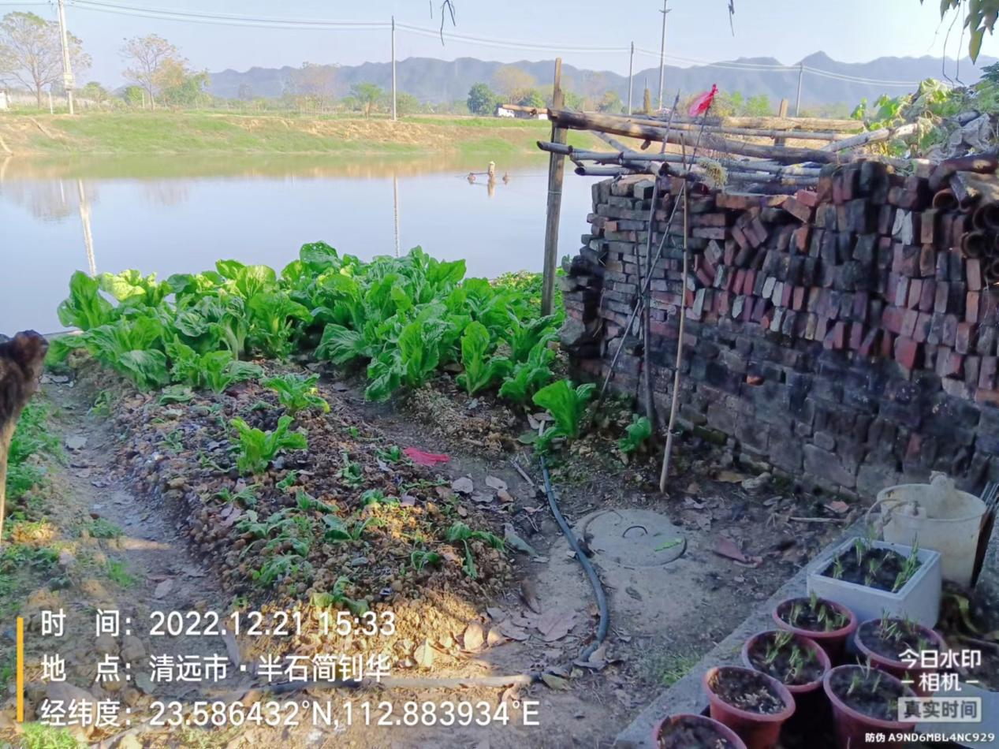 时 间：2022.12.21 15:33
地 点：清远市·半石简钊华
经纬度：23.586432°N,112.883934°E
今日水印
相机
真实时间
防伪 A9ND6MBL4NC929